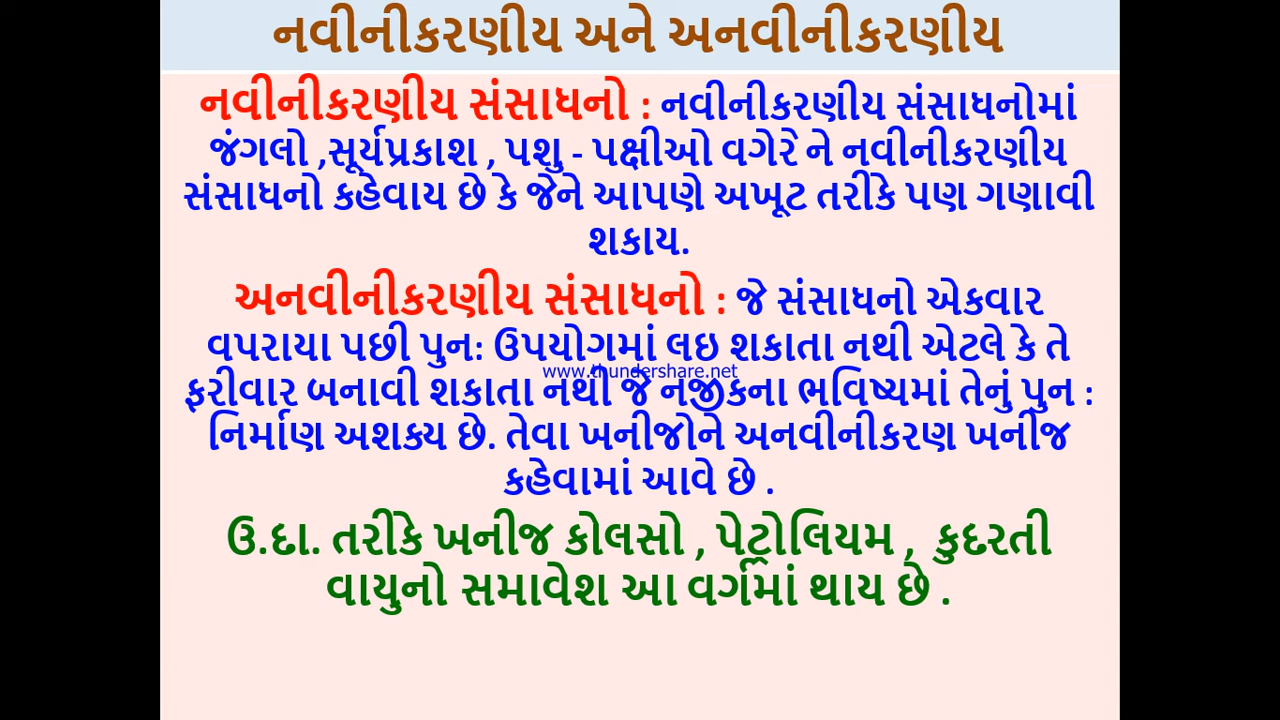 નવીનીકરણીય અને અનવીનીકરણીય
નવીનીકરણીય સંસાધનો : નવીનીકરણીય સંસાધનોમાં
જંગલો ,સૂર્યપ્રકાશ , પશુ - પક્ષીઓ વગેરે ને નવીનીકરણીય
સંસાધનો કહેવાય છે કે જેને આપણે અખૂટ તરીકે પણ ગણાવી
શકાય.
અનવીનીકરણીય સંસાધનો : જે સંસાધનો એકવાર
વપરાયા પછી પુનઃ ઉપયોગમાં લઇ શકાતા નથી એટલે કે તે
www.thundershare.net
ફરીવાર બનાવી શકાતા નથી જે નજીકના ભવિષ્યમાં તેનું પુન :
નિર્માણ અશક્ય છે. તેવા ખનીજોને અનવીનીકરણ ખનીજ
કહેવામાં આવે છે .
ઉ.દા. તરીકે ખનીજ કોલસો , પેટ્રોલિયમ , કુદરતી
વાયુનો સમાવેશ આ વર્ગમાં થાય છે .